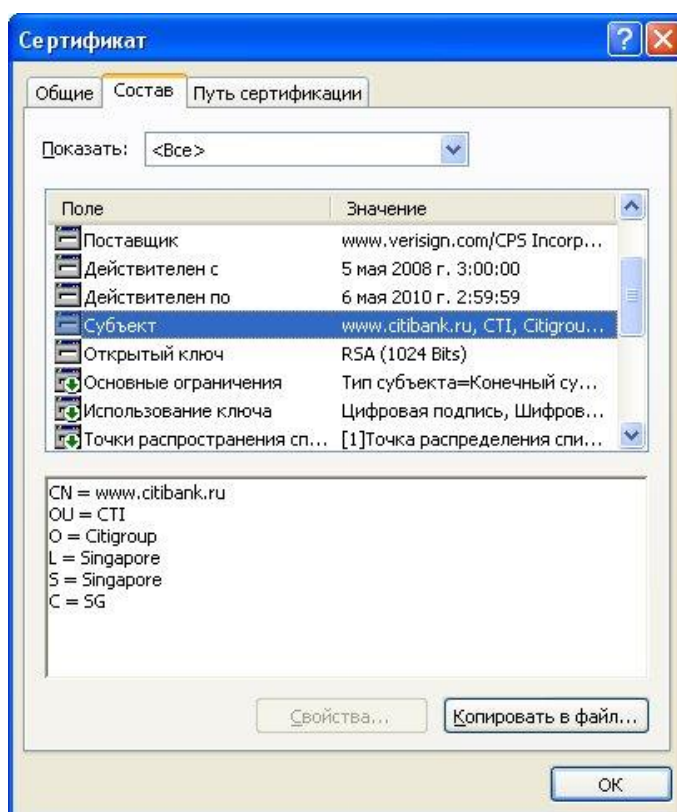 Сертификат
Общие Состав Путь сертификации
Показать: <Все>
Поле Значение
Поставщик www.verisign.com/CPS Incorp...
Действителен с 5 мая 2008 г. 3:00:00
Действителен по 6 мая 2010 г. 2:59:59
Субъект www.citibank.ru, CTI, Citigrou...
Открытый ключ RSA (1024 Bits)
Основные ограничения Тип субъекта=Конечный су...
Использование ключа Цифровая подпись, Шифров...
Точки распространения сп... [1]Точка распределения спи...
CN = www.citibank.ru
OU = CTI
O = Citigroup
L = Singapore
S = Singapore
C = SG
Свойства... Копировать в файл...
ОК